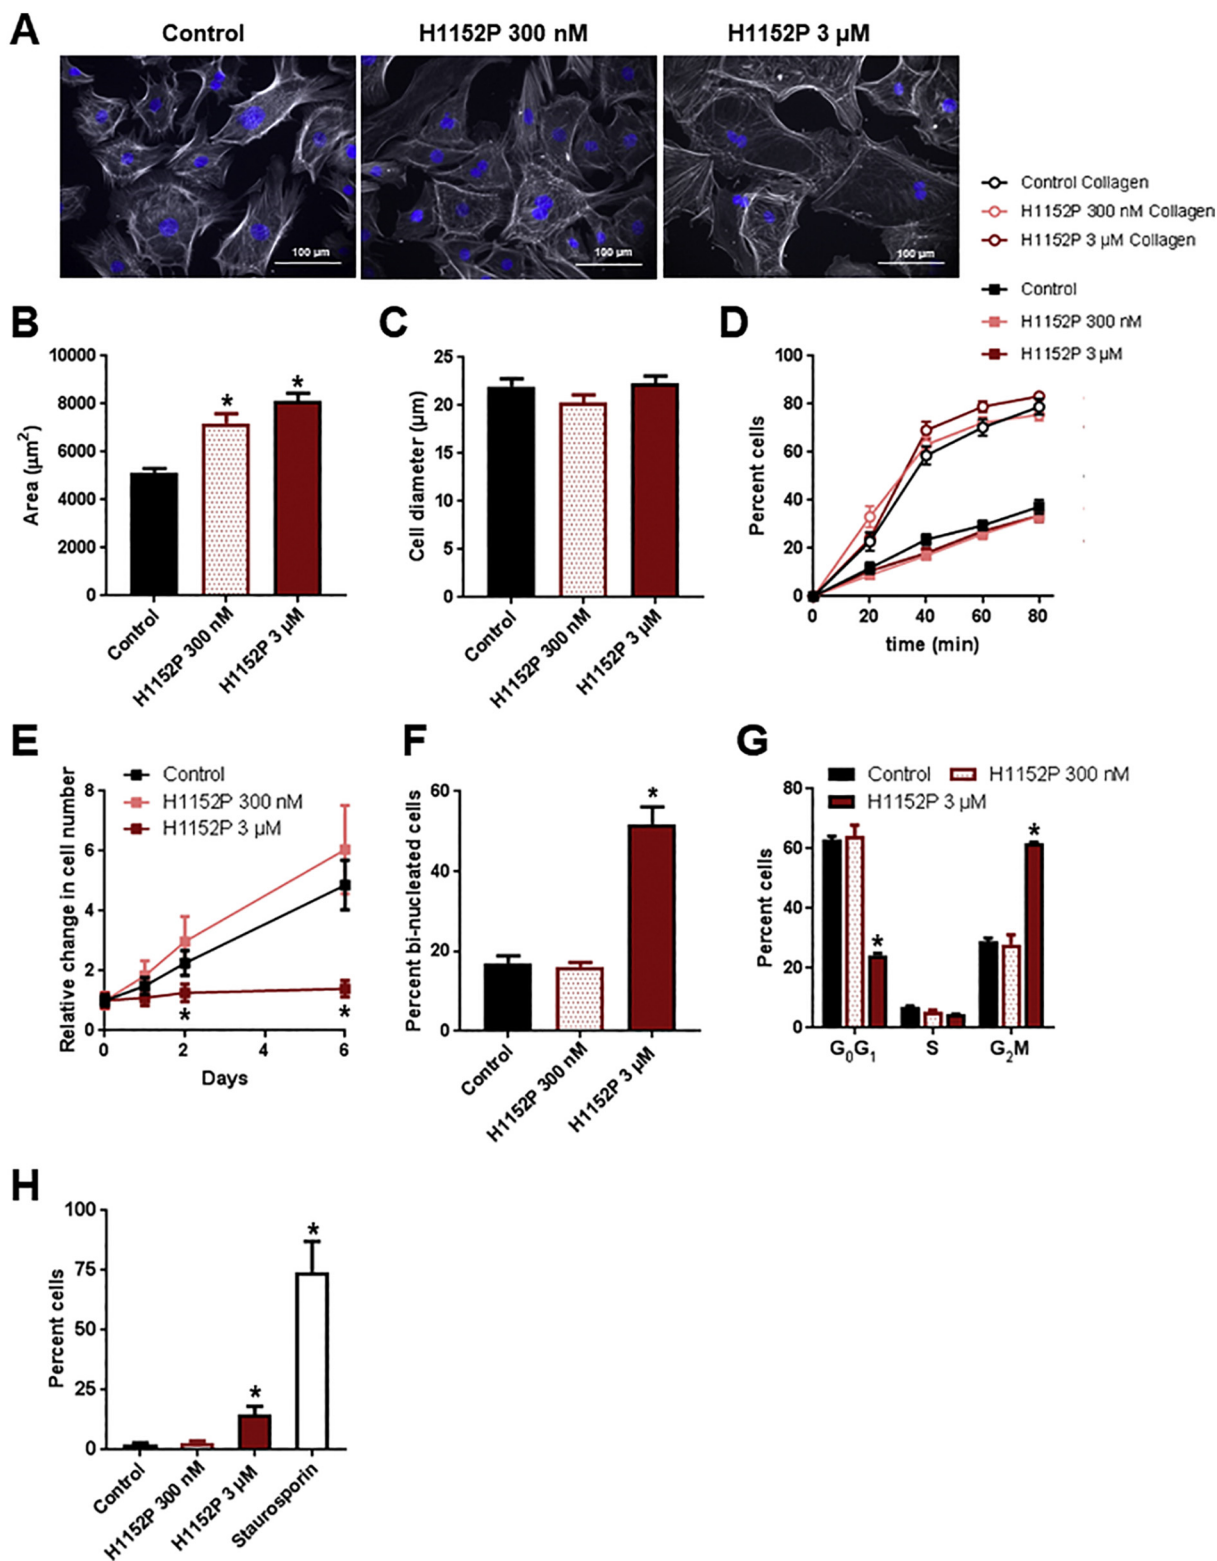 A
Control
H1152P 300 nM
H1152P 3 µM
100 µm
100 µm
100 µm
Control Collagen
H1152P 300 nM Collagen
H1152P 3 µM Collagen
Control
H1152P 300 nM
H1152P 3 µM
B
Area (µm²)
10000
8000
6000
4000
2000
0
*
*
Control
H1152P 300 nM
H1152P 3 µM
C
Cell diameter (µm)
25
20
15
10
5
0
Control
H1152P 300 nM
H1152P 3 µM
D
Percent cells
100
80
60
40
20
0
0 20 40 60 80
time (min)
E
Control
H1152P 300 nM
H1152P 3 µM
Relative change in cell number
8
6
4
2
0
* *
0 2 4 6
Days
F
Percent bi-nucleated cells
60
40
20
0
*
Control
H1152P 300 nM
H1152P 3 µM
G
Control H1152P 300 nM
H1152P 3 µM
Percent cells
80
60
40
20
0
*
*
G₀G₁ S G₂M
H
Percent cells
100
75
50
25
0
*
*
Control
H1152P 300 nM
H1152P 3 µM
Staurosporin